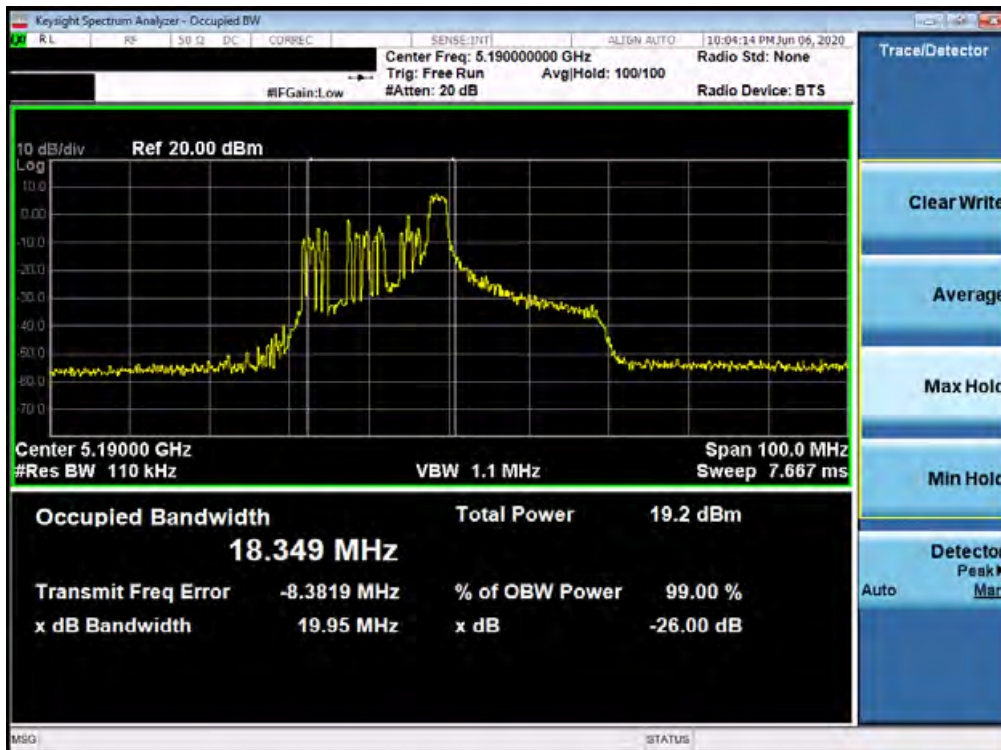 Keysight Spectrum Analyzer - Occupied BW
LXI RL RF 50 Ω DC CORREC SENSE:INT ALIGN AUTO 10:04:14 PM Jun 06, 2020
Center Freq: 5.190000000 GHz Radio Std: None
Trig: Free Run Avg|Hold: 100/100
#IFGain:Low #Atten: 20 dB Radio Device: BTS
Trace/Detector
10 dB/div Ref 20.00 dBm
Log
10.0
0.00
-10.0
-20.0
-30.0
-40.0
-50.0
-60.0
-70.0
Center 5.19000 GHz Span 100.0 MHz
#Res BW 110 kHz VBW 1.1 MHz Sweep 7.667 ms
Occupied Bandwidth Total Power 19.2 dBm
18.349 MHz
Transmit Freq Error -8.3819 MHz % of OBW Power 99.00 %
x dB Bandwidth 19.95 MHz x dB -26.00 dB
Clear Write
Average
Max Hold
Min Hold
Detector
Peak
Auto Man
MSG STATUS